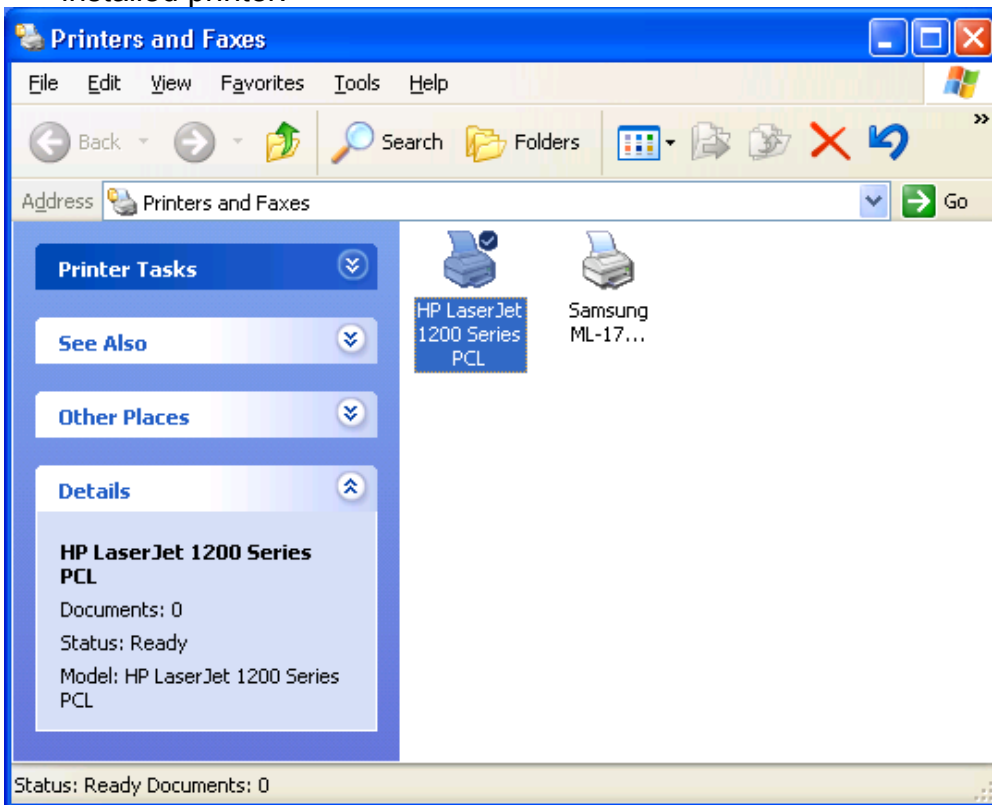 installed printer.
Printers and Faxes
File Edit View Favorites Tools Help
Back Search Folders »
Address Printers and Faxes Go
Printer Tasks
See Also
Other Places
Details
HP LaserJet 1200 Series
PCL
Documents: 0
Status: Ready
Model: HP LaserJet 1200 Series
PCL
HP LaserJet
1200 Series
PCL
Samsung
ML-17...
Status: Ready Documents: 0